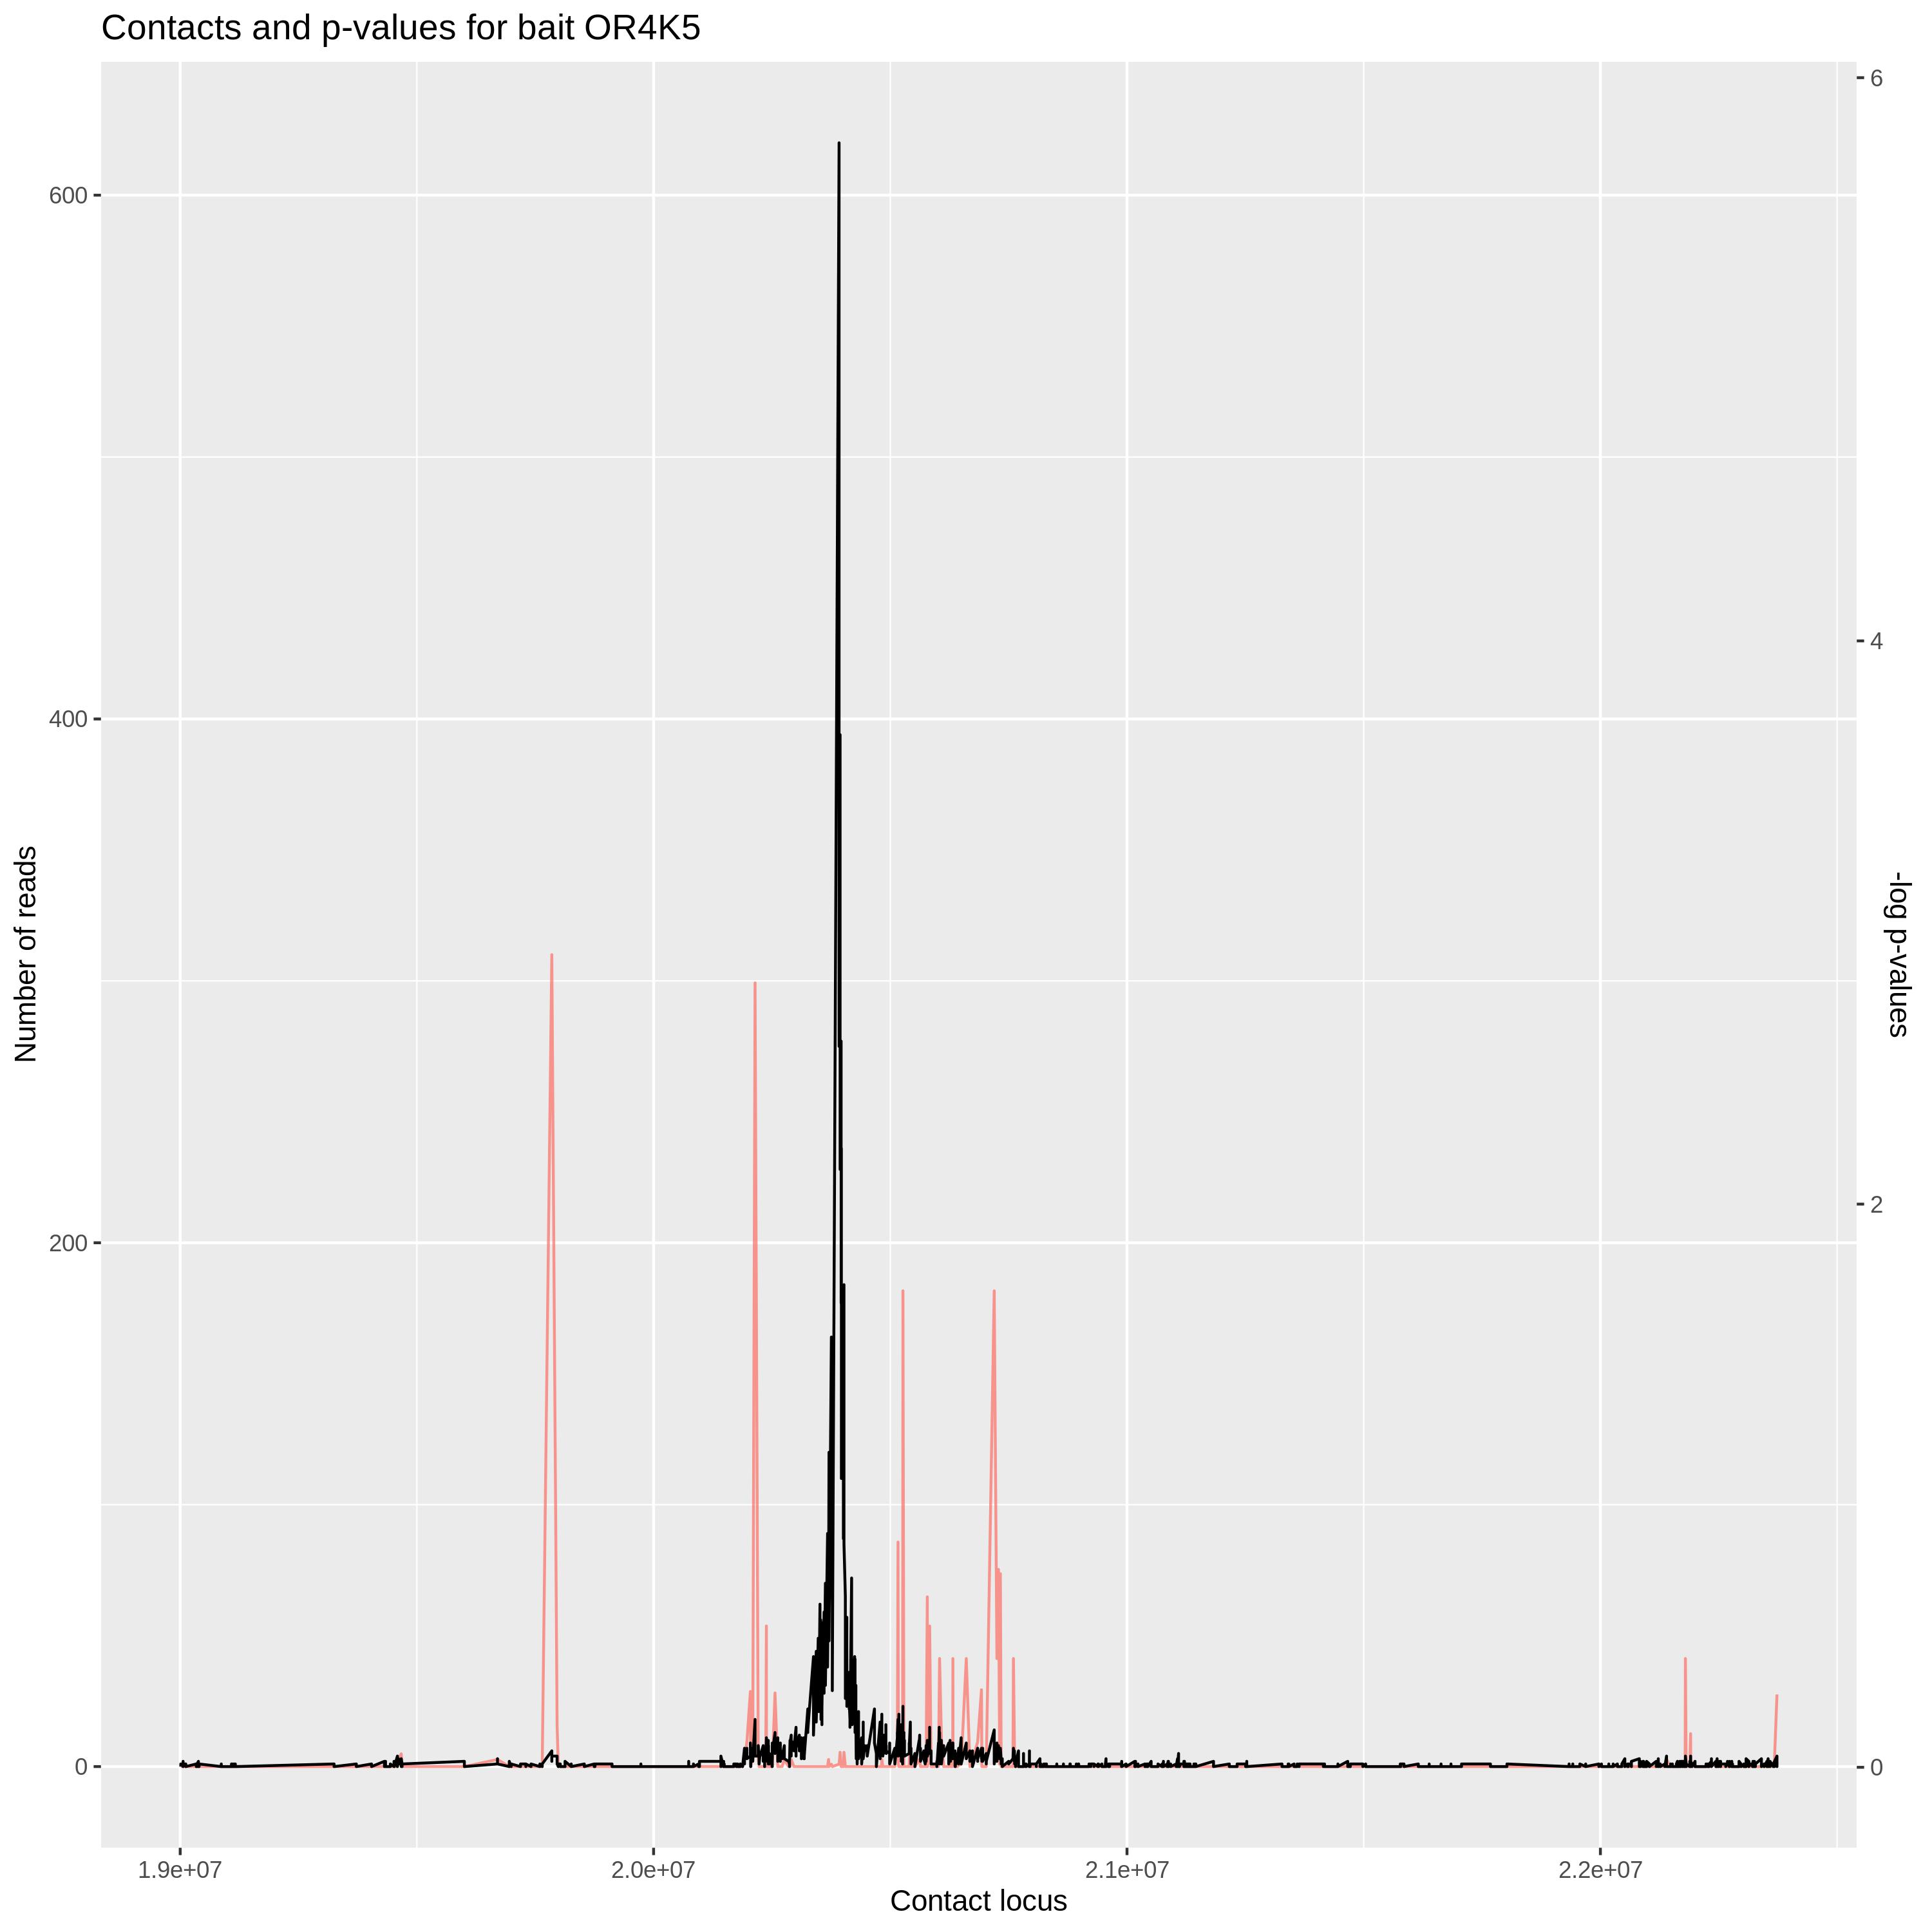 Contacts and p-values for bait OR4K5
600
400
200
0
Number of reads
6
4
2
0
-log p-values
1.9e+07
2.0e+07
2.1e+07
2.2e+07
Contact locus